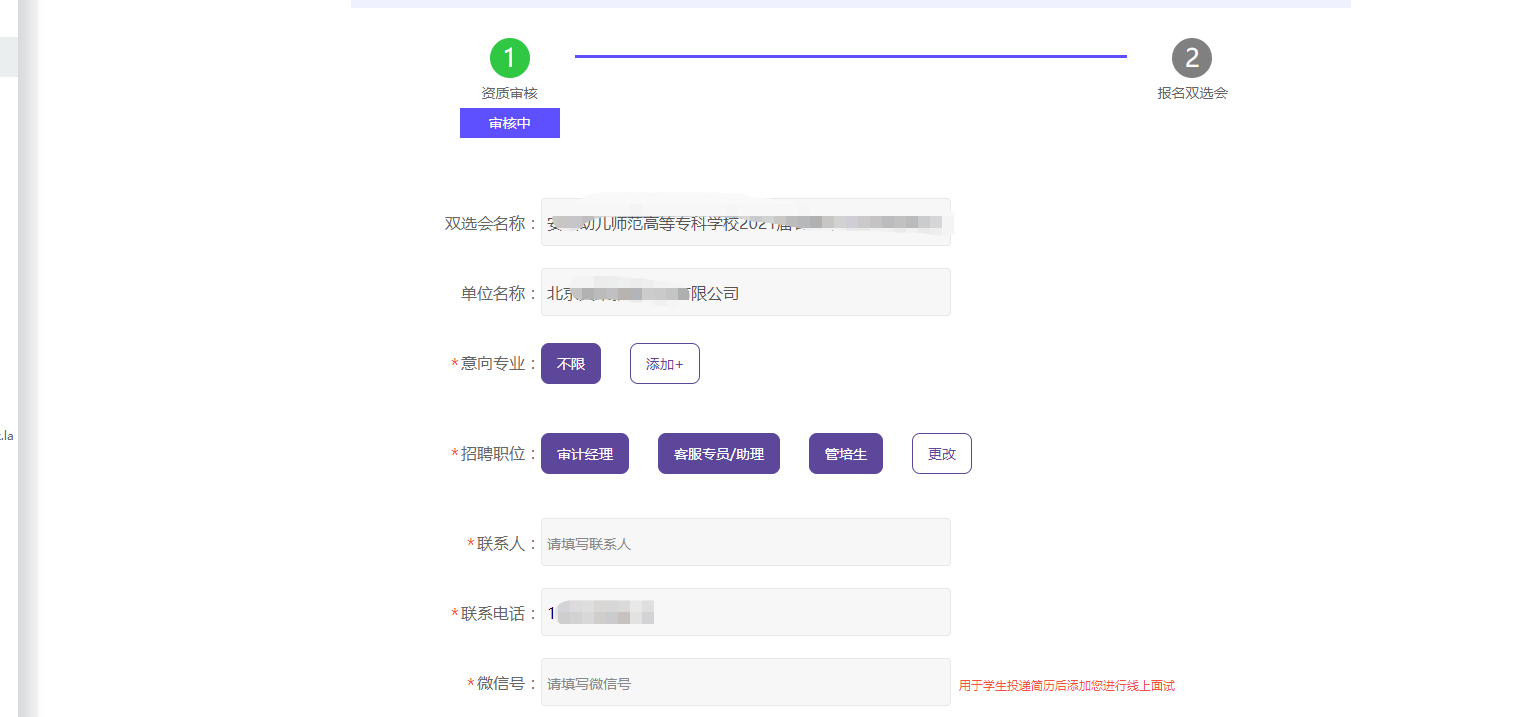 1
2
资质审核
报名双选会
审核中
双选会名称：
幼儿师范高等专科学校2021届
单位名称：北京 有限公司
*意向专业：不限 添加+
*招聘职位：审计经理 客服专员/助理 管培生 更改
.la
*联系人：请填写联系人
*联系电话：1
*微信号：请填写微信号 用于学生投递简历后添加您进行线上面试